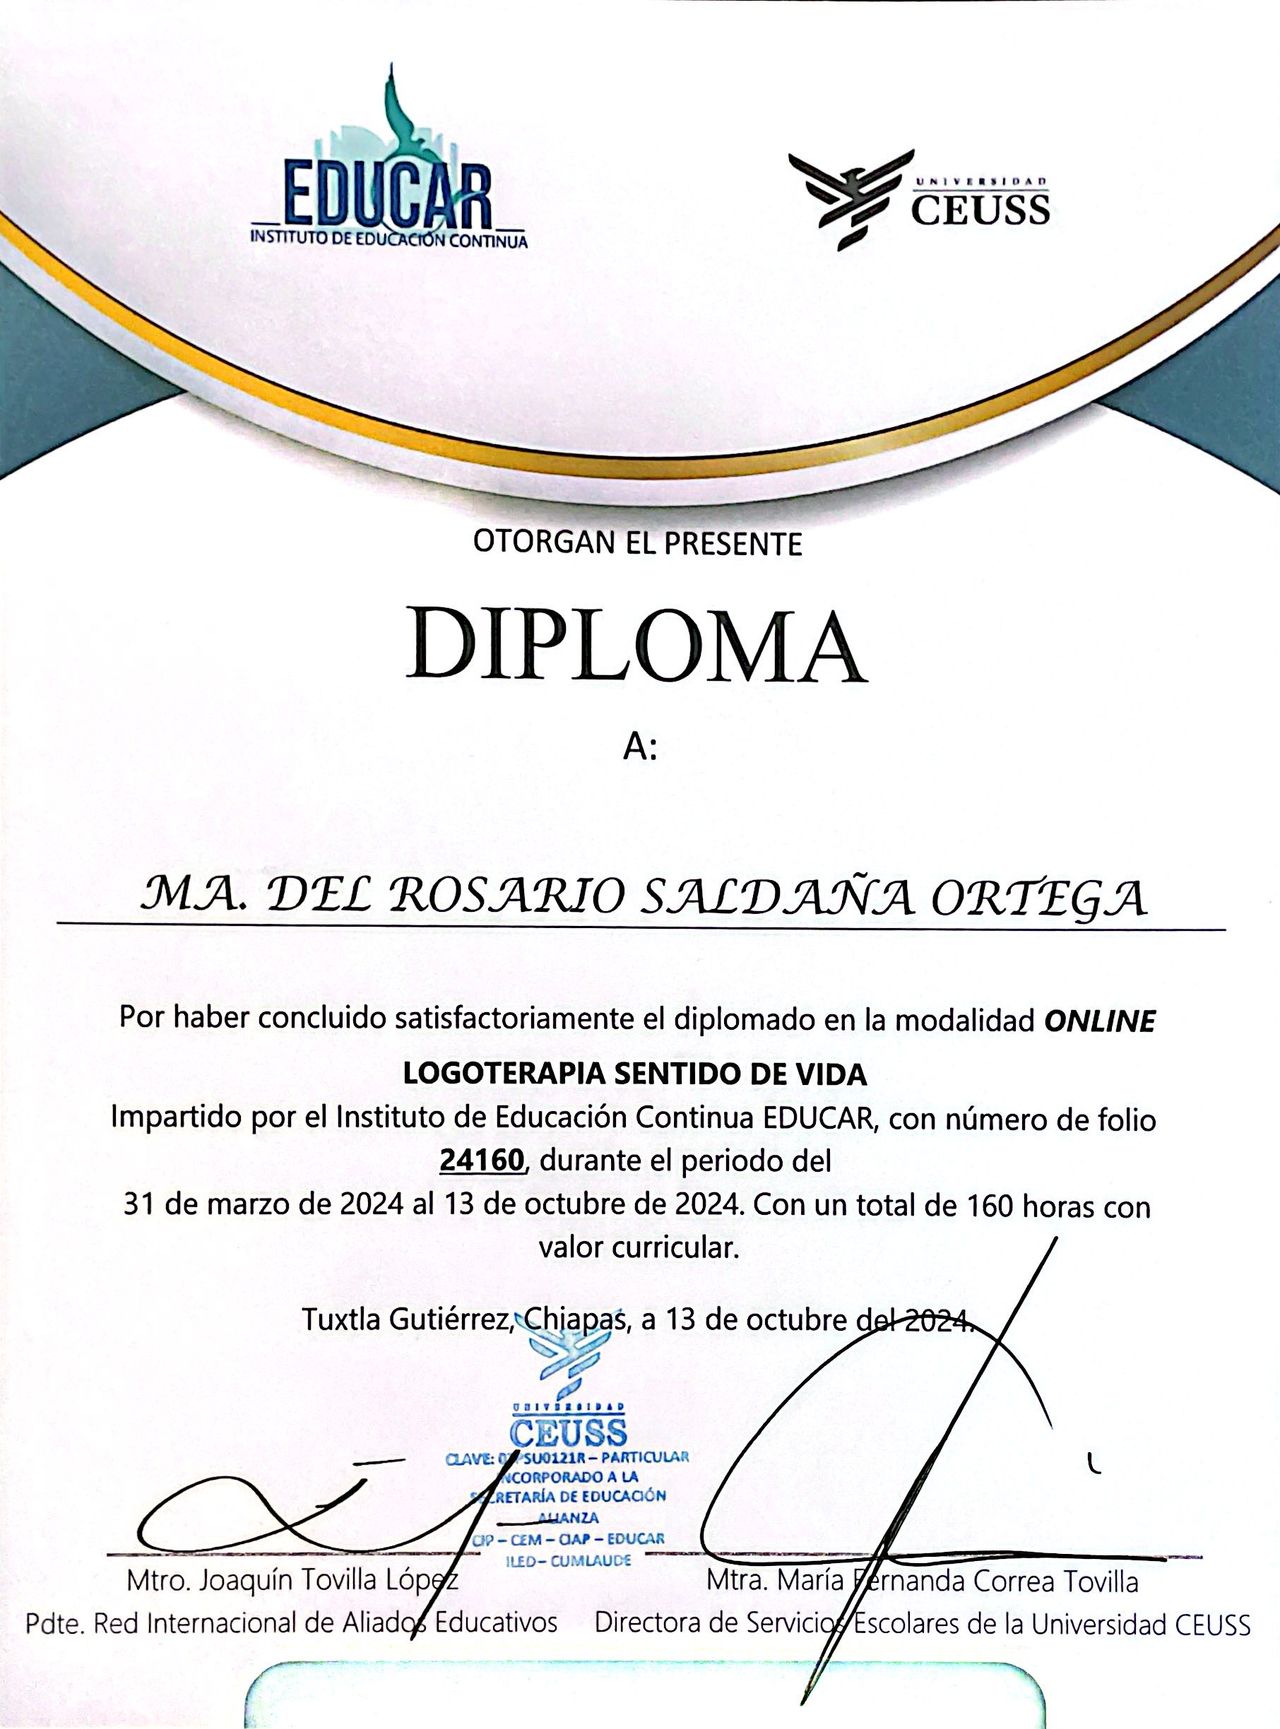 EDUCAR
INSTITUTO DE EDUCACIÓN CONTINUA
UNIVERSIDAD
CEUSS
OTORGAN EL PRESENTE
DIPLOMA
A:
MA. DEL ROSARIO SALDAÑA ORTEGA
Por haber concluido satisfactoriamente el diplomado en la modalidad ONLINE
LOGOTERAPIA SENTIDO DE VIDA
Impartido por el Instituto de Educación Continua EDUCAR, con número de folio
24160, durante el periodo del
31 de marzo de 2024 al 13 de octubre de 2024. Con un total de 160 horas con
valor curricular.
Tuxtla Gutiérrez, Chiapas, a 13 de octubre del 2024.
UNIVERSIDAD
CEUSS
CLAVE: – PARTICULAR
INCORPORADO A LA
SECRETARÍA DE EDUCACIÓN
ALIANZA
CIP – CEM – CIAP – EDUCAR
ILED – CUMLAUDE
Mtro. Joaquín Tovilla López
Pdte. Red Internacional de Aliados Educativos
Mtra. María Fernanda Correa Tovilla
Directora de Servicios Escolares de la Universidad CEUSS